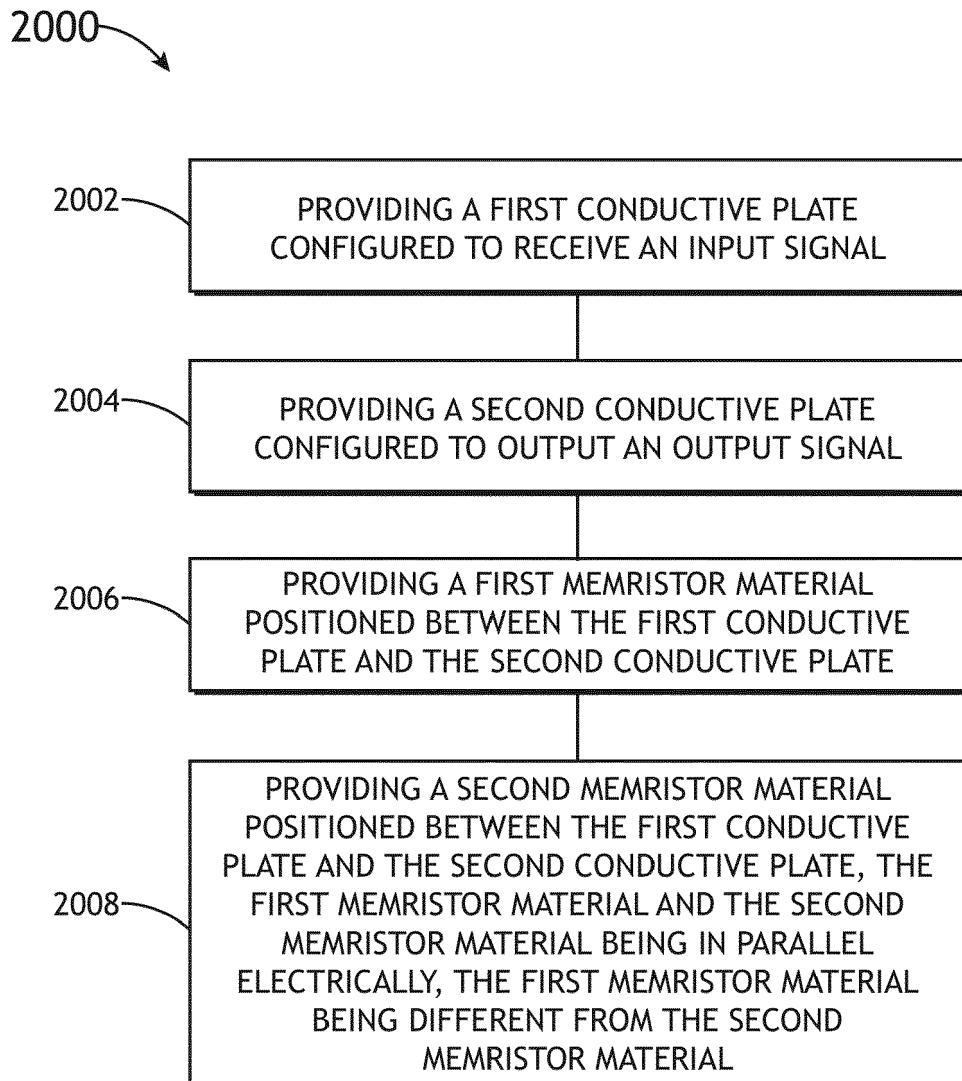 2000
2002
PROVIDING A FIRST CONDUCTIVE PLATE
CONFIGURED TO RECEIVE AN INPUT SIGNAL
2004
PROVIDING A SECOND CONDUCTIVE PLATE
CONFIGURED TO OUTPUT AN OUTPUT SIGNAL
2006
PROVIDING A FIRST MEMRISTOR MATERIAL
POSITIONED BETWEEN THE FIRST CONDUCTIVE
PLATE AND THE SECOND CONDUCTIVE PLATE
2008
PROVIDING A SECOND MEMRISTOR MATERIAL
POSITIONED BETWEEN THE FIRST CONDUCTIVE
PLATE AND THE SECOND CONDUCTIVE PLATE, THE
FIRST MEMRISTOR MATERIAL AND THE SECOND
MEMRISTOR MATERIAL BEING IN PARALLEL
ELECTRICALLY, THE FIRST MEMRISTOR MATERIAL
BEING DIFFERENT FROM THE SECOND
MEMRISTOR MATERIAL